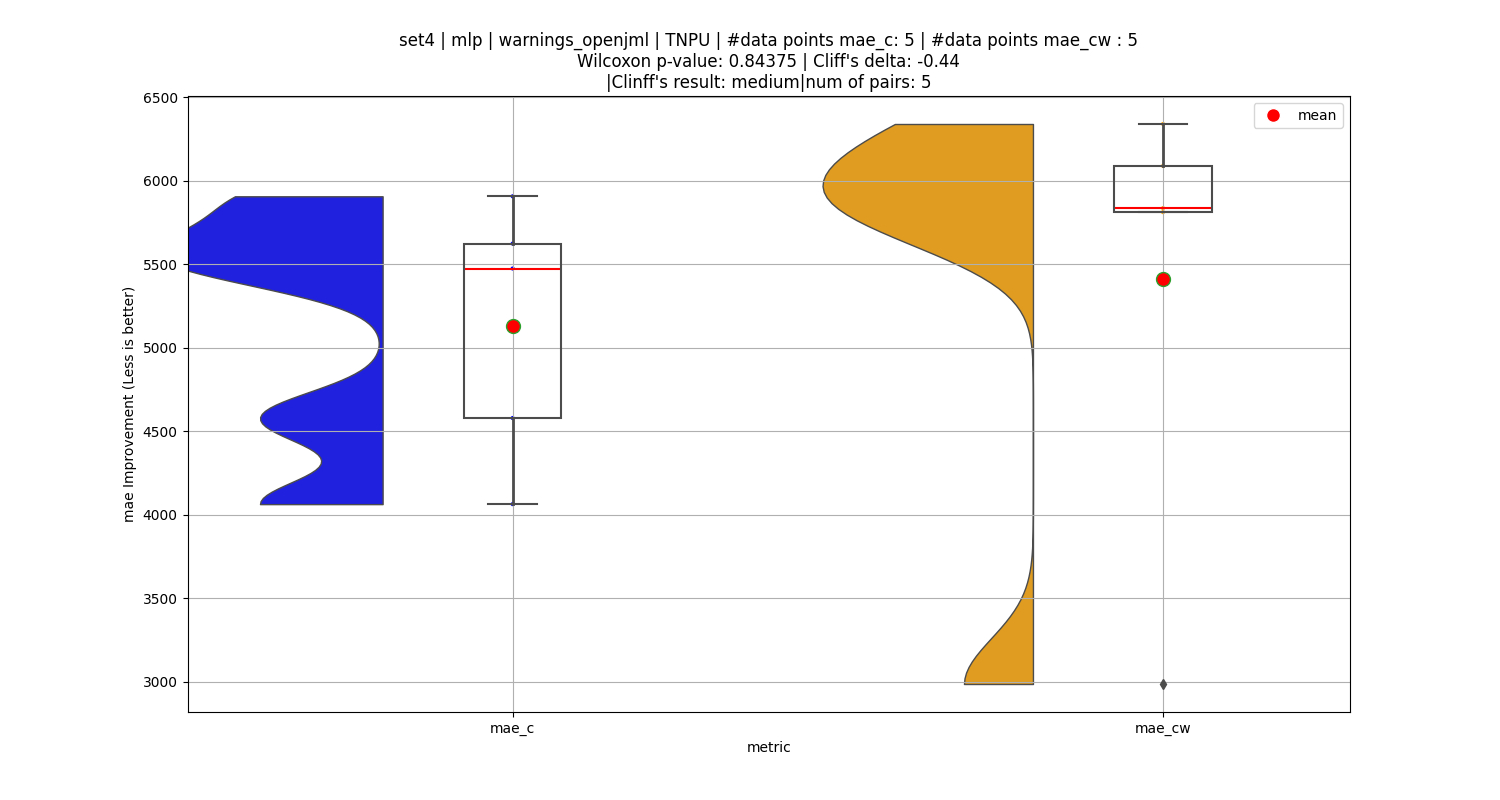 set4 | mlp | warnings_openjml | TNPU | #data points mae_c: 5 | #data points mae_cw : 5
Wilcoxon p-value: 0.84375 | Cliff's delta: -0.44
|Clinff's result: medium|num of pairs: 5
mean
mae Improvement (Less is better)
6500
6000
5500
5000
4500
4000
3500
3000
mae_c
mae_cw
metric